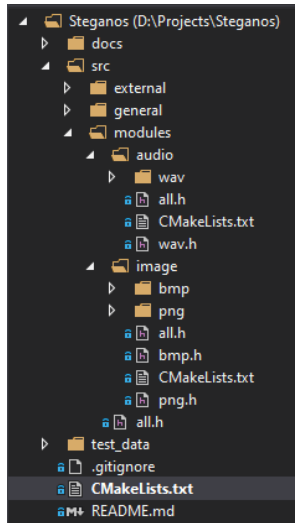 Steganos (D:\Projects\Steganos)
docs
src
external
general
modules
audio
wav
all.h
CMakeLists.txt
wav.h
image
bmp
png
all.h
bmp.h
CMakeLists.txt
png.h
all.h
test_data
.gitignore
CMakeLists.txt
README.md